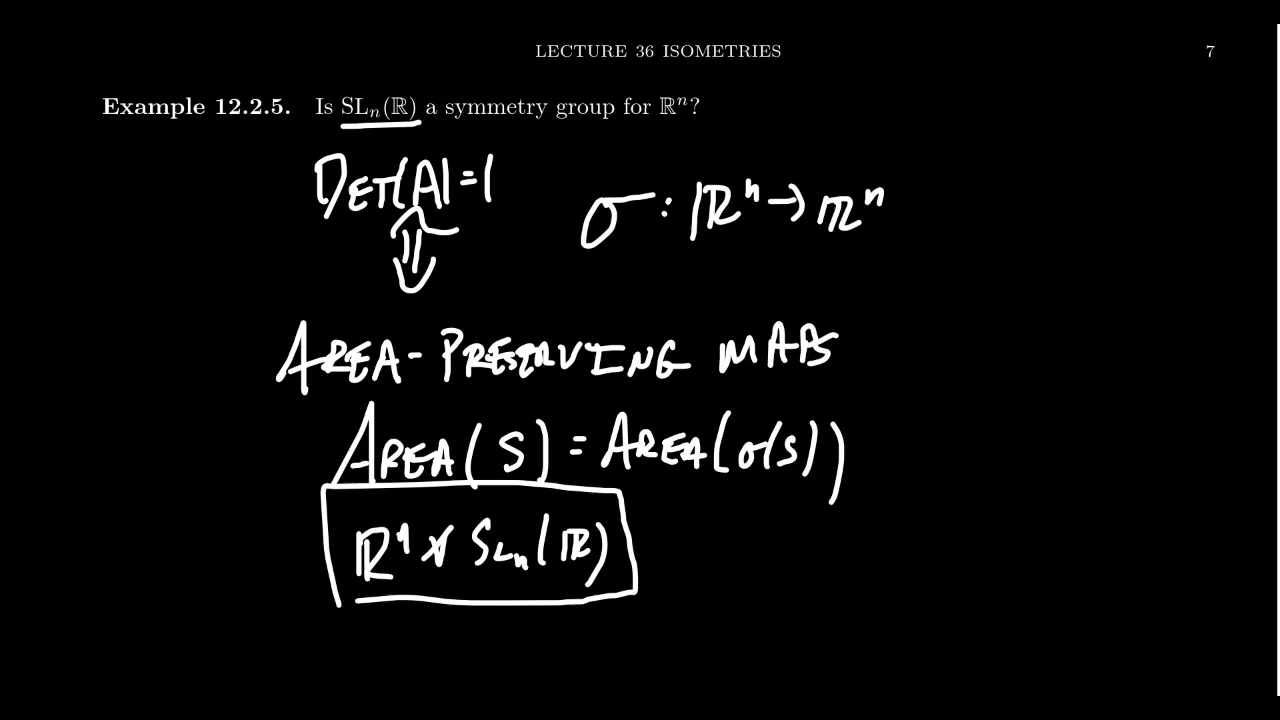 LECTURE 36 ISOMETRIES 7
Example 12.2.5. Is SLₙ(ℝ) a symmetry group for ℝⁿ?
DET(A)=1 σ: ℝⁿ→ℝⁿ
⇓
AREA-PRESERVING MAPS
AREA(S) = AREA(σ(S))
ℝⁿ ⋊ SLₙ(ℝ)